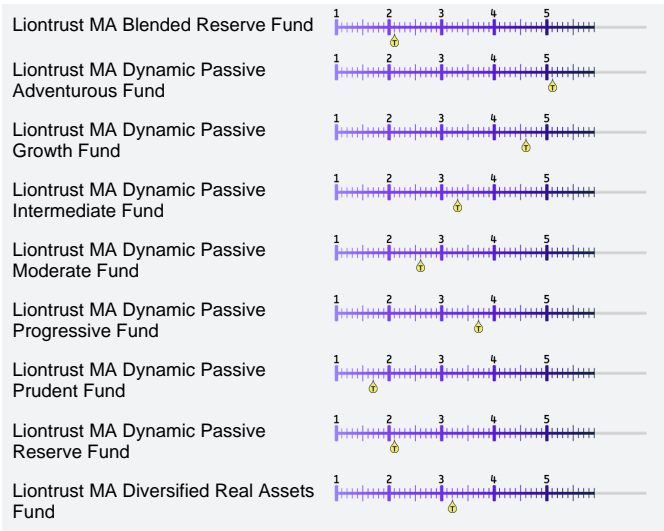 Liontrust MA Blended Reserve Fund
1 2 3 4 5
T
Liontrust MA Dynamic Passive
Adventurous Fund
1 2 3 4 5
T
Liontrust MA Dynamic Passive
Growth Fund
1 2 3 4 5
T
Liontrust MA Dynamic Passive
Intermediate Fund
1 2 3 4 5
T
Liontrust MA Dynamic Passive
Moderate Fund
1 2 3 4 5
T
Liontrust MA Dynamic Passive
Progressive Fund
1 2 3 4 5
T
Liontrust MA Dynamic Passive
Prudent Fund
1 2 3 4 5
T
Liontrust MA Dynamic Passive
Reserve Fund
1 2 3 4 5
T
Liontrust MA Diversified Real Assets
Fund
1 2 3 4 5
T